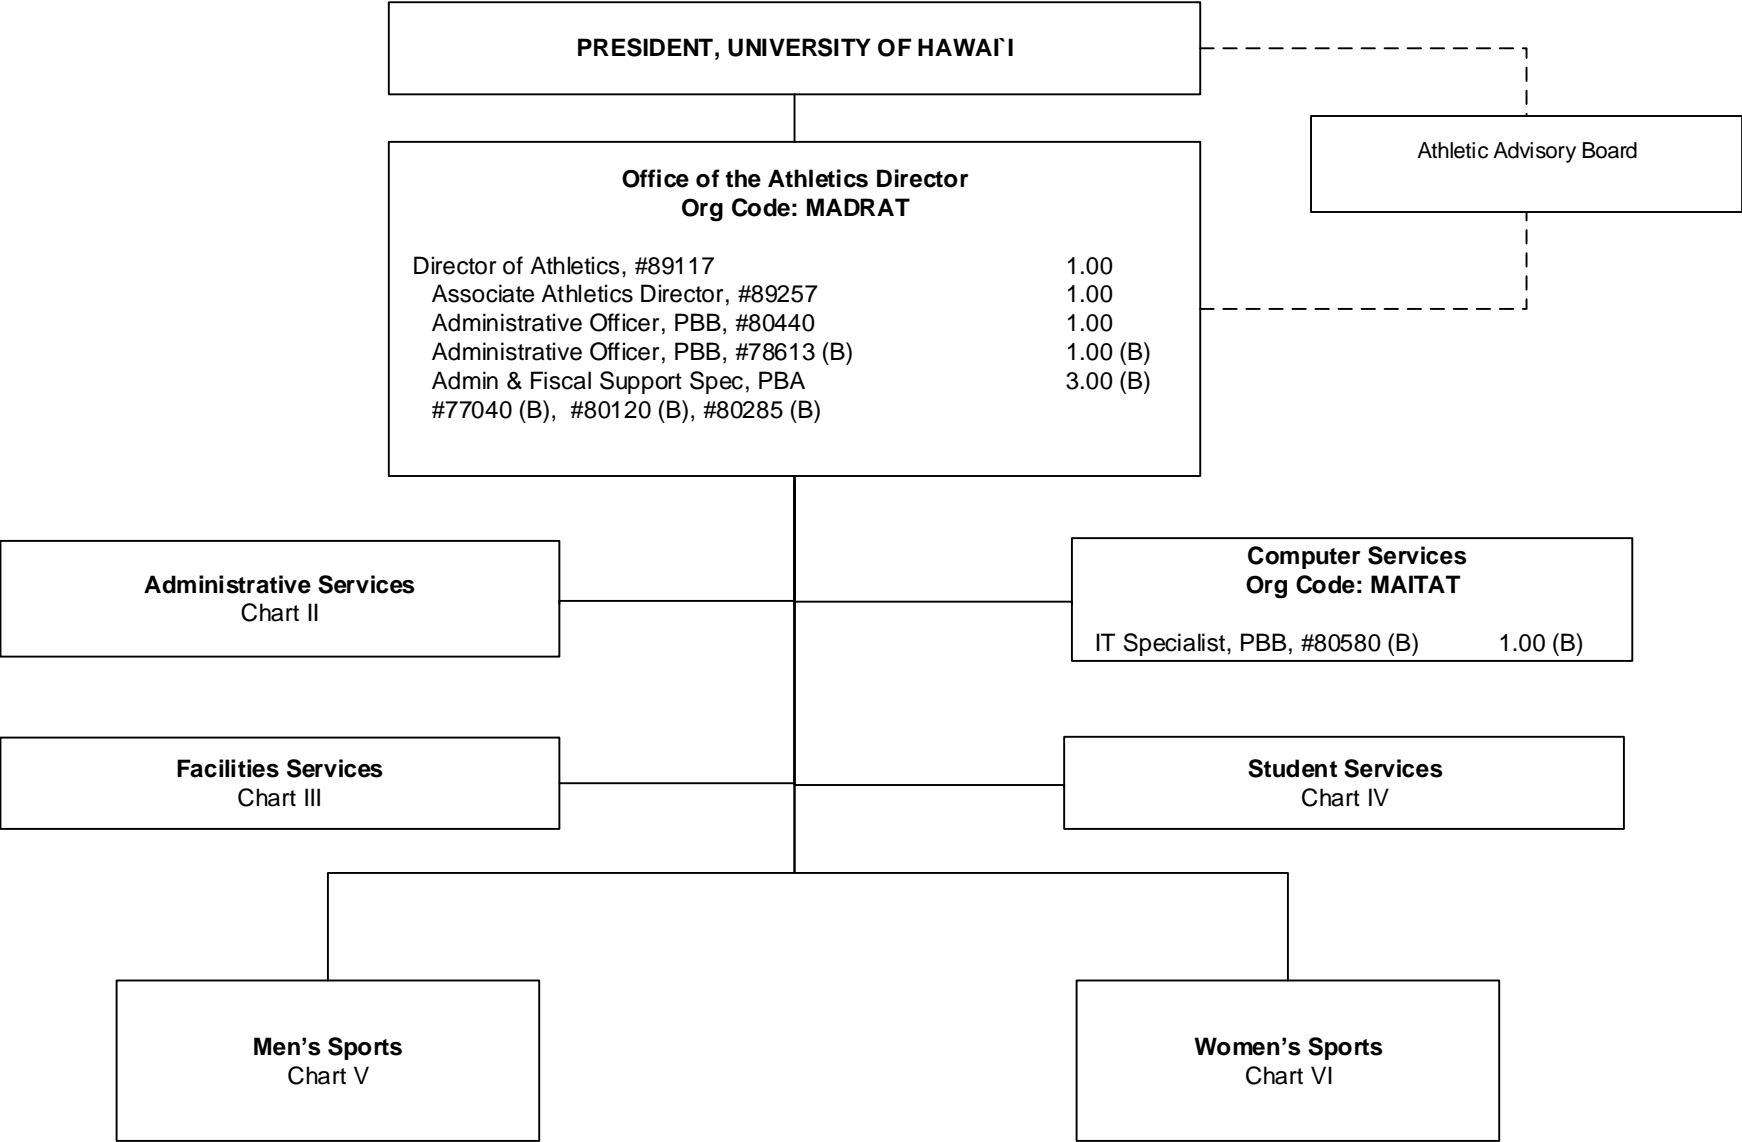 PRESIDENT, UNIVERSITY OF HAWAI`I
Athletic Advisory Board
Office of the Athletics Director
Org Code: MADRAT
Director of Athletics, #89117 1.00
Associate Athletics Director, #89257 1.00
Administrative Officer, PBB, #80440 1.00
Administrative Officer, PBB, #78613 (B) 1.00 (B)
Admin & Fiscal Support Spec, PBA 3.00 (B)
#77040 (B), #80120 (B), #80285 (B)
Administrative Services
Chart II
Computer Services
Org Code: MAITAT
IT Specialist, PBB, #80580 (B) 1.00 (B)
Facilities Services
Chart III
Student Services
Chart IV
Men’s Sports
Chart V
Women’s Sports
Chart VI